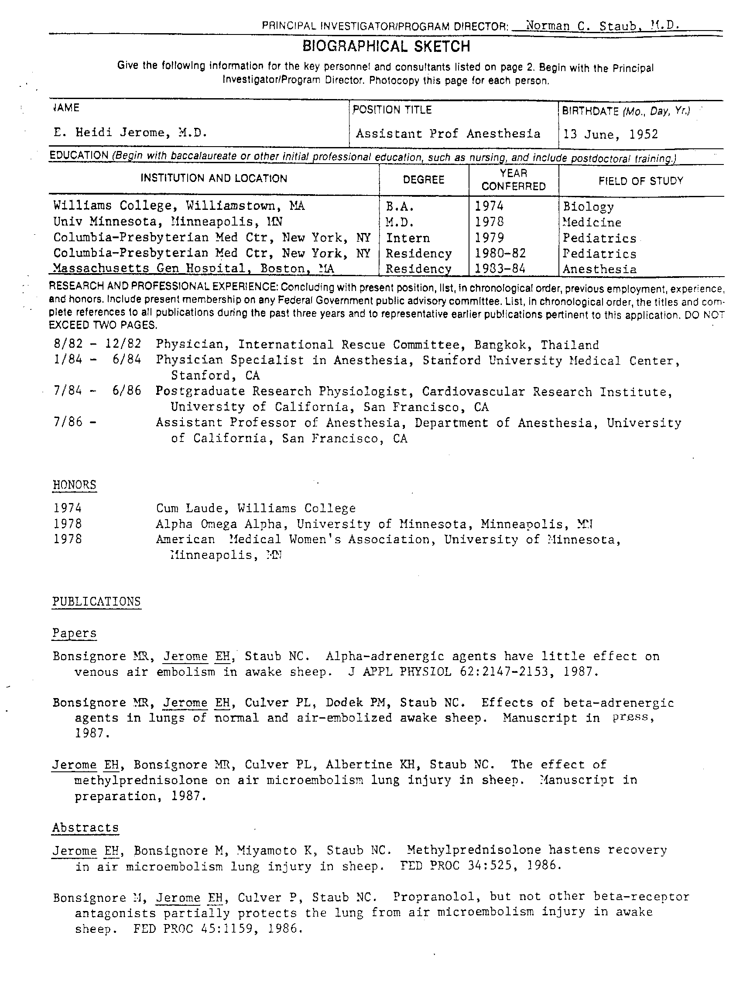 PRINCIPAL INVESTIGATOR/PROGRAM DIRECTOR: Norman C. Staub, M.D.
BIOGRAPHICAL SKETCH
Give the following information for the key personnel and consultants listed on page 2. Begin with the Principal
Investigator/Program Director. Photocopy this page for each person.
NAME POSITION TITLE BIRTHDATE (Mo., Day, Yr.)
E. Heidi Jerome, M.D. Assistant Prof Anesthesia 13 June, 1952
EDUCATION (Begin with baccalaureate or other initial professional education, such as nursing, and include postdoctoral training.)
INSTITUTION AND LOCATION DEGREE YEAR CONFERRED FIELD OF STUDY
Williams College, Williamstown, MA B.A. 1974 Biology
Univ Minnesota, Minneapolis, MN M.D. 1978 Medicine
Columbia-Presbyterian Med Ctr, New York, NY Intern 1979 Pediatrics
Columbia-Presbyterian Med Ctr, New York, NY Residency 1980-82 Pediatrics
Massachusetts Gen Hospital, Boston, MA Residency 1983-84 Anesthesia
RESEARCH AND PROFESSIONAL EXPERIENCE: Concluding with present position, list, in chronological order, previous employment, experience,
and honors. Include present membership on any Federal Government public advisory committee. List, in chronological order, the titles and com-
plete references to all publications during the past three years and to representative earlier publications pertinent to this application. DO NOT
EXCEED TWO PAGES.
8/82 - 12/82 Physician, International Rescue Committee, Bangkok, Thailand
1/84 - 6/84 Physician Specialist in Anesthesia, Stanford University Medical Center,
Stanford, CA
7/84 - 6/86 Postgraduate Research Physiologist, Cardiovascular Research Institute,
University of California, San Francisco, CA
7/86 - Assistant Professor of Anesthesia, Department of Anesthesia, University
of California, San Francisco, CA
HONORS
1974 Cum Laude, Williams College
1978 Alpha Omega Alpha, University of Minnesota, Minneapolis, MN
1978 American Medical Women's Association, University of Minnesota,
Minneapolis, MN
PUBLICATIONS
Papers
Bonsignore MR, Jerome EH, Staub NC. Alpha-adrenergic agents have little effect on
venous air embolism in awake sheep. J APPL PHYSIOL 62:2147-2153, 1987.
Bonsignore MR, Jerome EH, Culver PL, Dodek PM, Staub NC. Effects of beta-adrenergic
agents in lungs of normal and air-embolized awake sheep. Manuscript in press,
1987.
Jerome EH, Bonsignore MR, Culver PL, Albertine KH, Staub NC. The effect of
methylprednisolone on air microembolism lung injury in sheep. Manuscript in
preparation, 1987.
Abstracts
Jerome EH, Bonsignore M, Miyamoto K, Staub NC. Methylprednisolone hastens recovery
in air microembolism lung injury in sheep. FED PROC 34:525, 1986.
Bonsignore M, Jerome EH, Culver P, Staub NC. Propranolol, but not other beta-receptor
antagonists partially protects the lung from air microembolism injury in awake
sheep. FED PROC 45:1159, 1986.